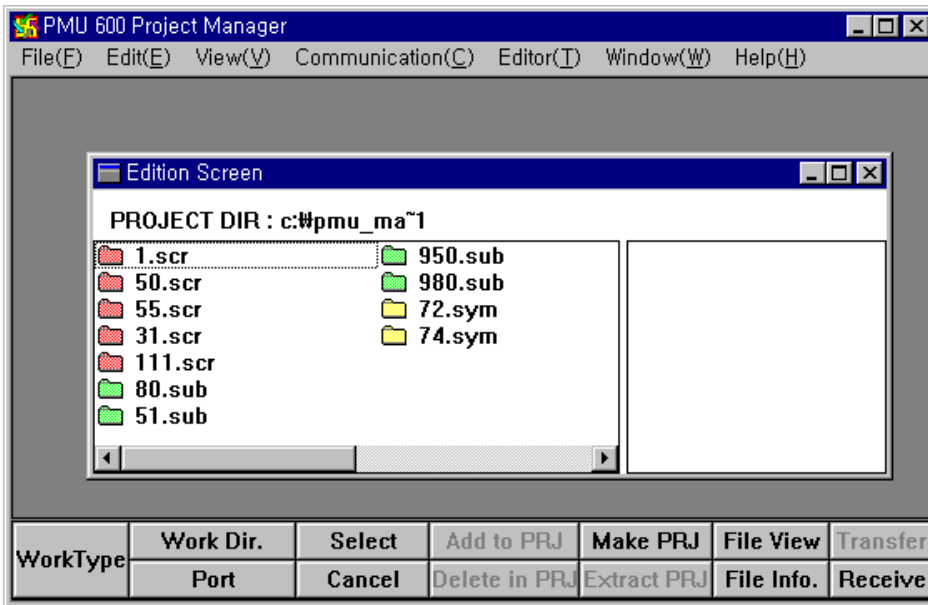 PMU 600 Project Manager
File(F) Edit(E) View(V) Communication(C) Editor(T) Window(W) Help(H)
Edition Screen
PROJECT DIR : c:₩pmu_ma~1
1.scr
50.scr
55.scr
31.scr
111.scr
80.sub
51.sub
950.sub
980.sub
72.sym
74.sym
WorkType
Work Dir. Select Add to PRJ Make PRJ File View Transfer
Port Cancel Delete in PRJ Extract PRJ File Info. Receive